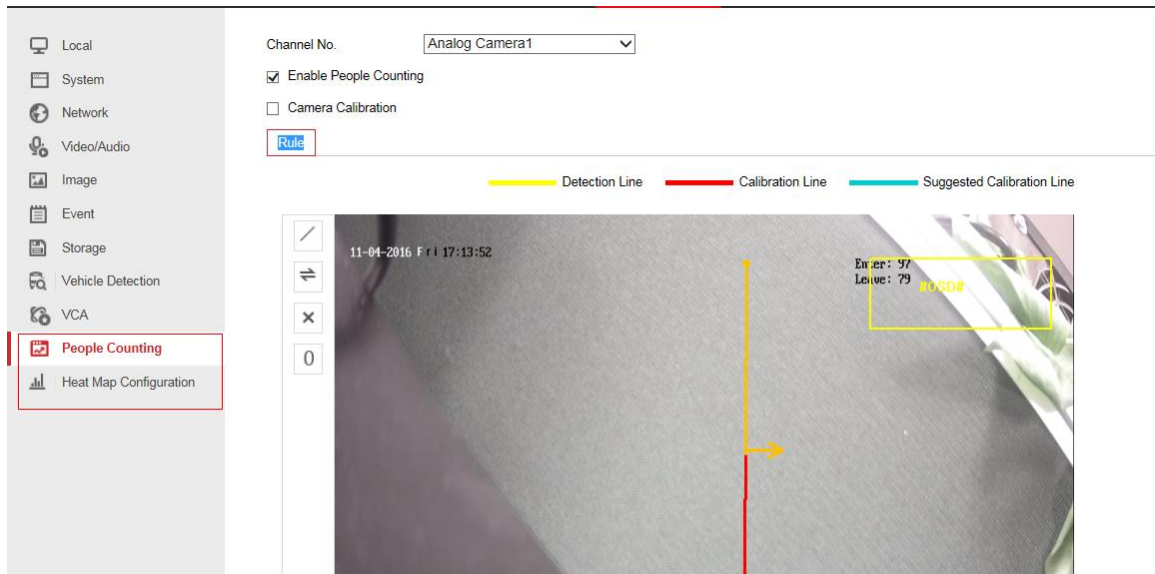 Local
System
Network
Video/Audio
Image
Event
Storage
Vehicle Detection
VCA
People Counting
Heat Map Configuration
Channel No. Analog Camera1
Enable People Counting
Camera Calibration
Rule
Detection Line Calibration Line Suggested Calibration Line
0
11-04-2016 Fri 17:13:52
Enter: 97
Leave: 79
#OSD#